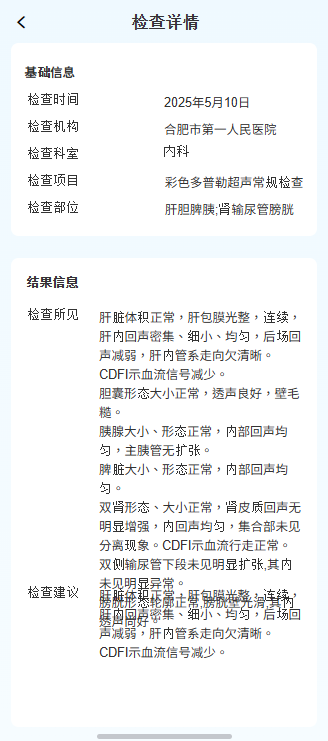 检查详情
基础信息
检查时间 2025年5月10日
检查机构 合肥市第一人民医院
检查科室 内科
检查项目 彩色多普勒超声常规检查
检查部位 肝胆脾胰;肾输尿管膀胱
结果信息
检查所见 肝脏体积正常，肝包膜光整，连续，
肝内回声密集、细小、均匀，后场回
声减弱，肝内管系走向欠清晰。
CDFI示血流信号减少。
胆囊形态大小正常，透声良好，壁毛
糙。
胰腺大小、形态正常，内部回声均
匀，主胰管无扩张。
脾脏大小、形态正常，内部回声均
匀。
双肾形态、大小正常，肾皮质回声无
明显增强，内回声均匀，集合部未见
分离现象。CDFI示血流行走正常。
双侧输尿管下段未见明显扩张,其内
未见明显异常。
膀胱形态轮廓正常,膀胱壁光滑,其内
透声尚好。
检查建议 肝脏体积正常，肝包膜光整，连续，
肝内回声密集、细小、均匀，后场回
声减弱，肝内管系走向欠清晰。
CDFI示血流信号减少。